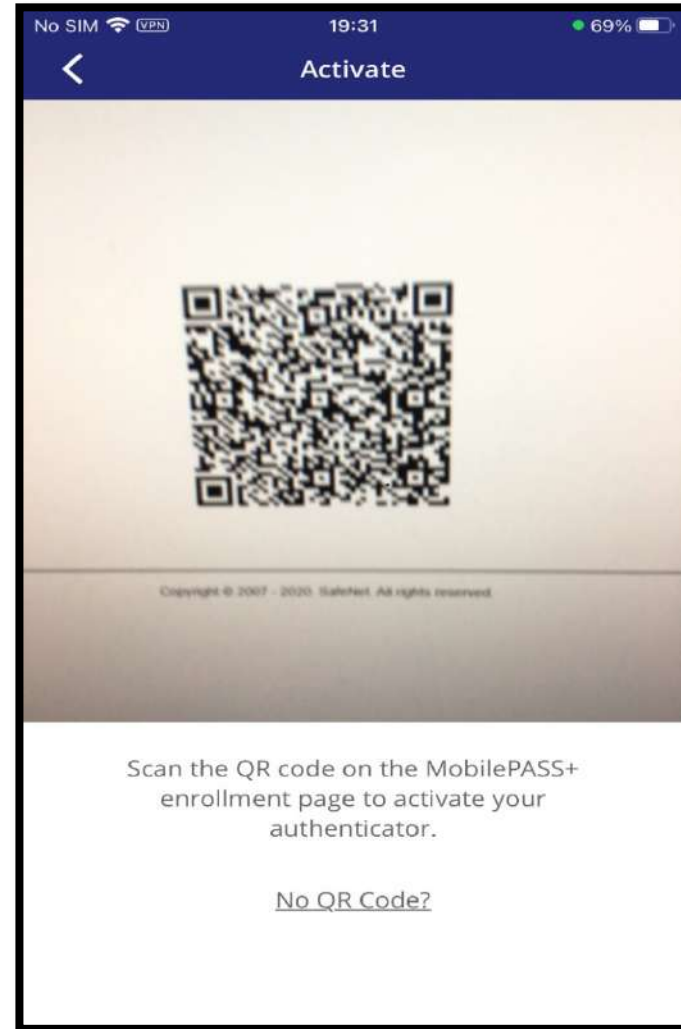 No SIM VPN 19:31 69%
Activate
Copyright © 2007 - 2020. SafeNet. All rights reserved.
Scan the QR code on the MobilePASS+
enrollment page to activate your
authenticator.
No QR Code?